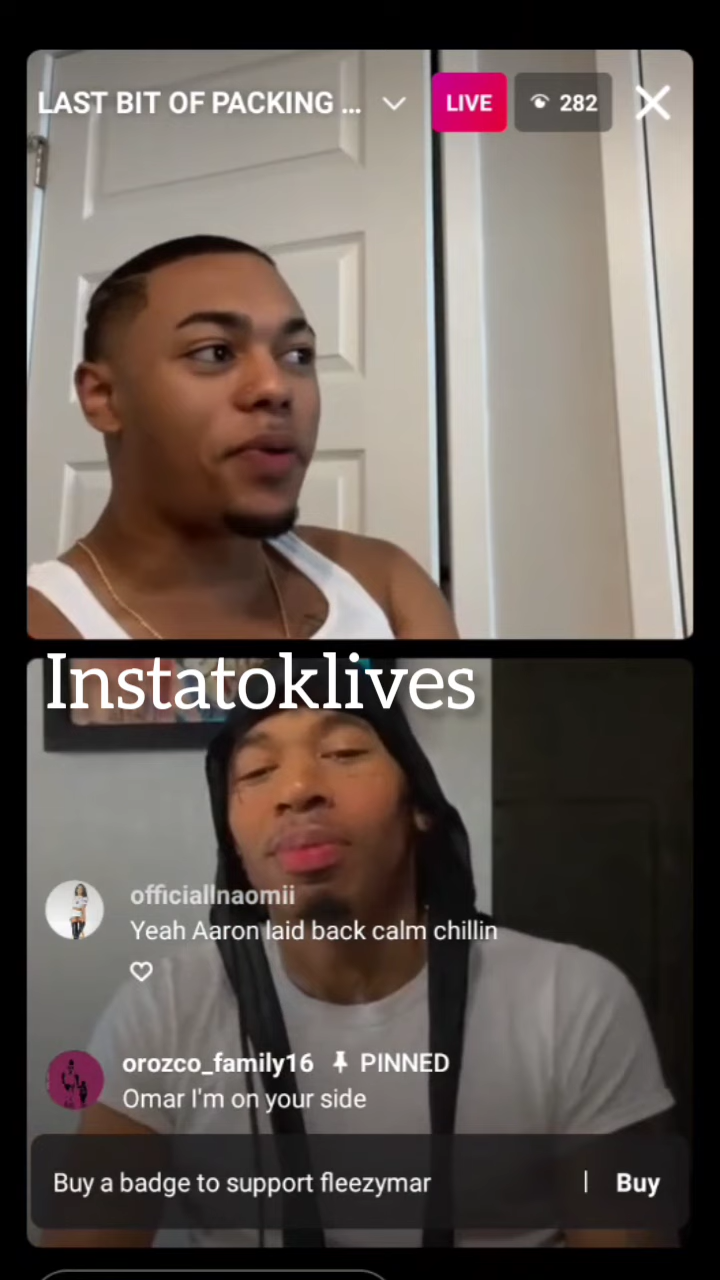 LAST BIT OF PACKING ...
LIVE
282
Instatoklives
officiallnaomii
Yeah Aaron laid back calm chillin
orozco_family16 PINNED
Omar I'm on your side
Buy a badge to support fleezymar | Buy